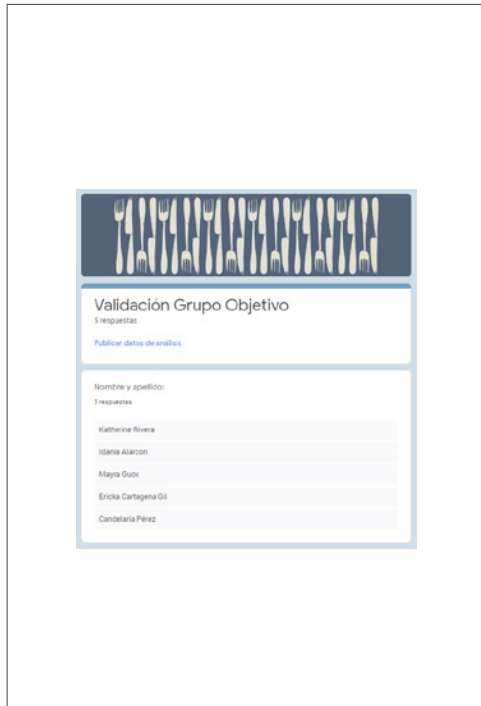 Validación Grupo Objetivo
5 respuestas
Publicar datos de análisis
Nombre y apellido:
5 respuestas
Katherine Rivera
Idania Alarcon
Mayra Guox
Ericka Cartagena Gil
Candelaria Pérez